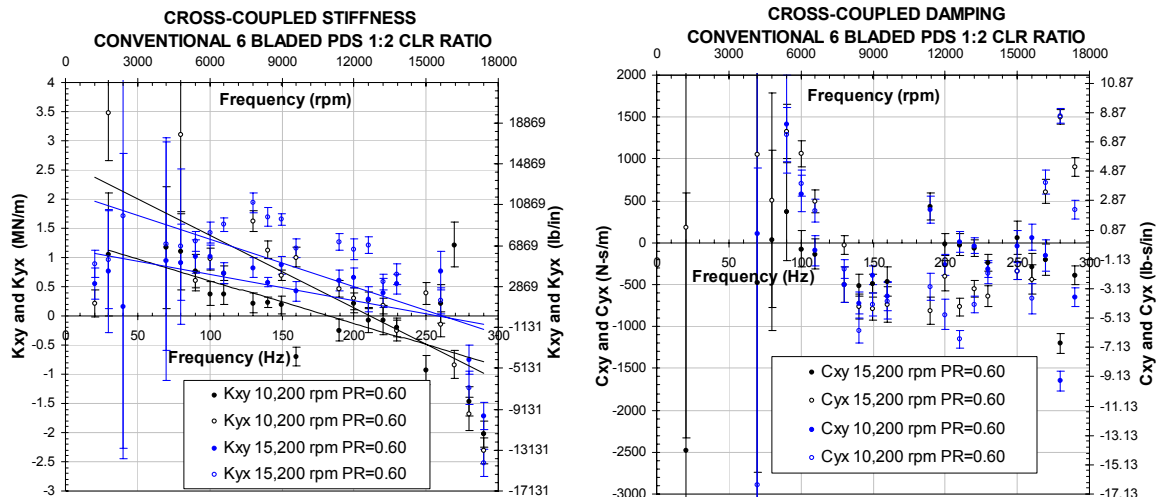 CROSS-COUPLED STIFFNESS
CONVENTIONAL 6 BLADED PDS 1:2 CLR RATIO
0 3000 6000 9000 12000 15000 18000
Frequency (rpm)
4
3.5
3
2.5
2
1.5
1
0.5
0
-0.5
-1
-1.5
-2
-2.5
-3
Kxy and Kyx (MN/m)
0 50 100 150 200 250 300
Frequency (Hz)
18869
14869
10869
6869
2869
-1131
-5131
-9131
-13131
-17131
Kxy and Kyx (lb/in)
Kxy 10,200 rpm PR=0.60
Kyx 10,200 rpm PR=0.60
Kxy 15,200 rpm PR=0.60
Kyx 15,200 rpm PR=0.60
CROSS-COUPLED DAMPING
CONVENTIONAL 6 BLADED PDS 1:2 CLR RATIO
0 3000 6000 9000 12000 15000 18000
Frequency (rpm)
2000
1500
1000
500
0
-500
-1000
-1500
-2000
-2500
-3000
Cxy and Cyx (N-s/m)
0 50 100 150 200 250 300
Frequency (Hz)
10.87
8.87
6.87
4.87
2.87
0.87
-1.13
-3.13
-5.13
-7.13
-9.13
-11.13
-13.13
-15.13
-17.13
Cxy and Cyx (lb-s/in)
Cxy 15,200 rpm PR=0.60
Cyx 15,200 rpm PR=0.60
Cxy 10,200 rpm PR=0.60
Cyx 10,200 rpm PR=0.60